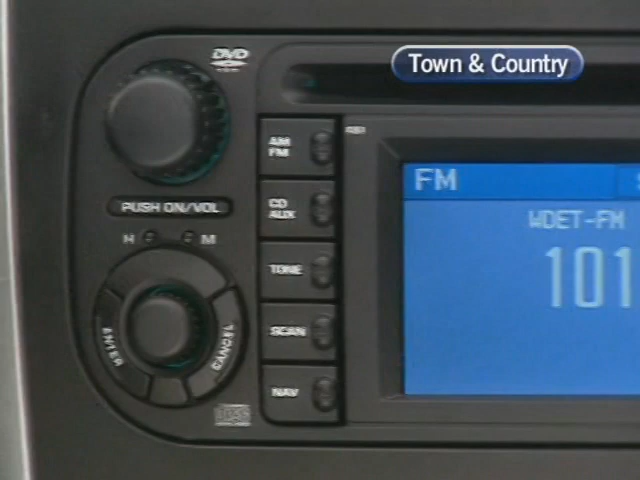 DVD
Town & Country
AM
FM
RB1
FM
CD
AUX
WDET-FM
PUSH ON/VOL
H M
TONE
101
ENTER
CANCEL
SCAN
NAV